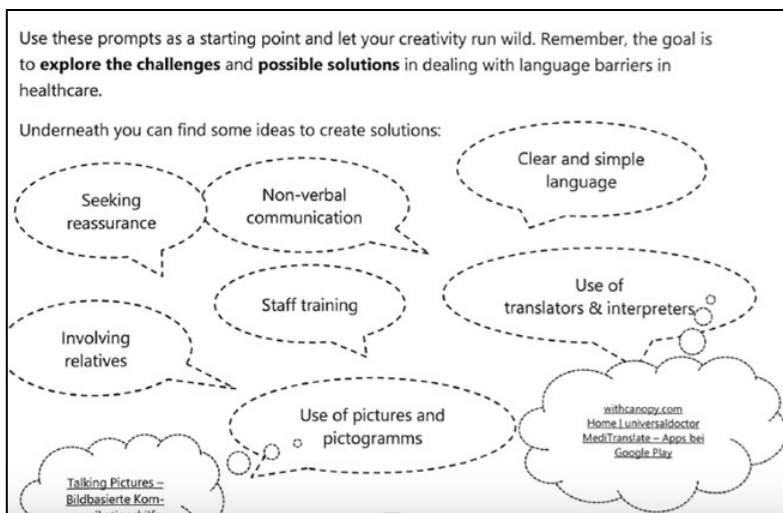 Use these prompts as a starting point and let your creativity run wild. Remember, the goal is
to explore the challenges and possible solutions in dealing with language barriers in
healthcare.
Underneath you can find some ideas to create solutions:
Seeking
reassurance
Non-verbal
communication
Clear and simple
language
Staff training
Use of
translators & interpreters
Involving
relatives
Use of pictures and
pictogramms
withcanopy.com
Home | universaldoctor
MediTranslate – Apps bei
Google Play
Talking Pictures –
Bildbasierte Kom-